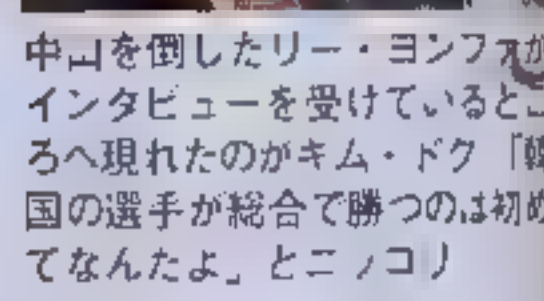 中山を倒したリー・ヨンファが
インタビューを受けているとこ
ろへ現れたのがキム・ドク「韓
国の選手が総合で勝つのは初め
てなんだよ」とニッコリ